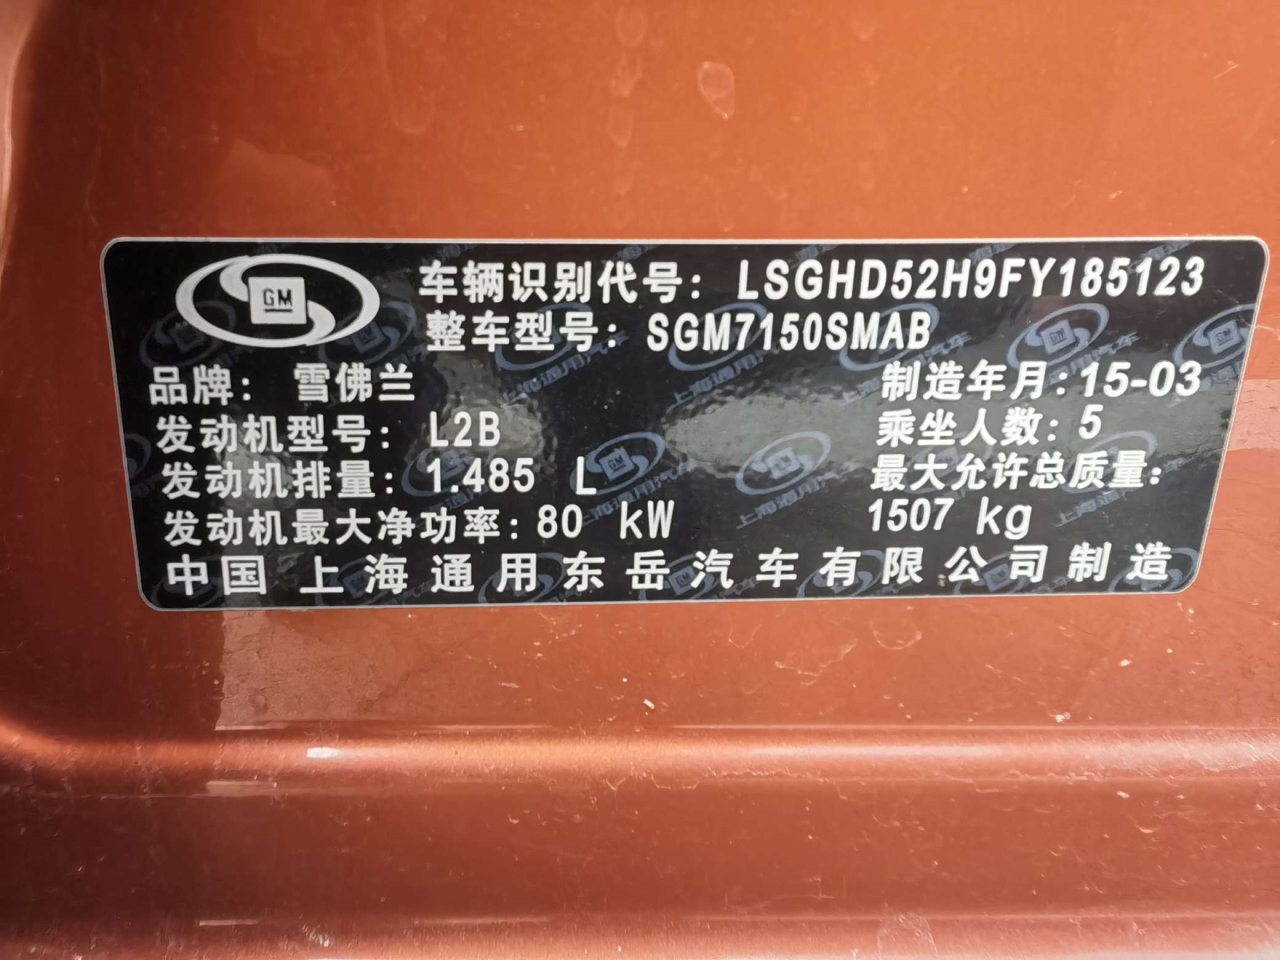 GM
车辆识别代号：LSGHD52H9FY185123
整车型号：SGM7150SMAB
品牌：雪佛兰
制造年月：15-03
发动机型号：L2B
乘坐人数：5
发动机排量：1.485 L
最大允许总质量：
1507 kg
发动机最大净功率：80 kW
中国 上海通用东岳汽车有限公司制造